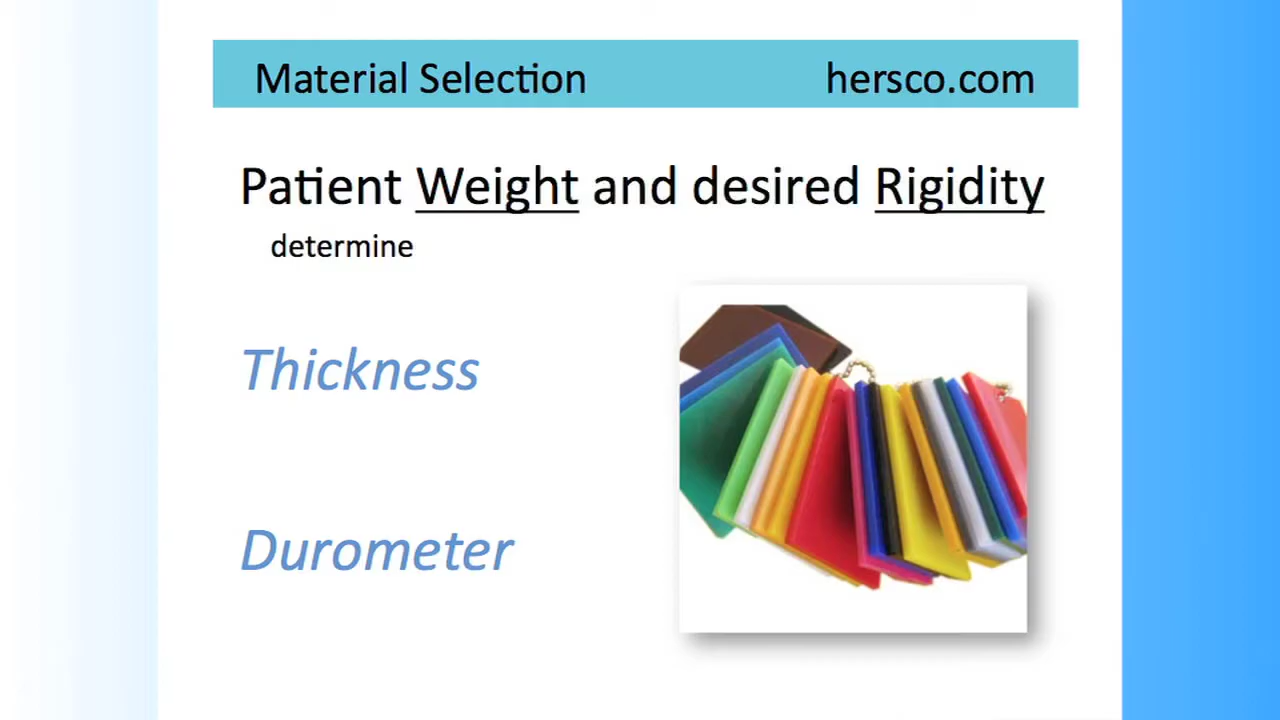 Material Selection hersco.com
Patient Weight and desired Rigidity
determine
Thickness
Durometer